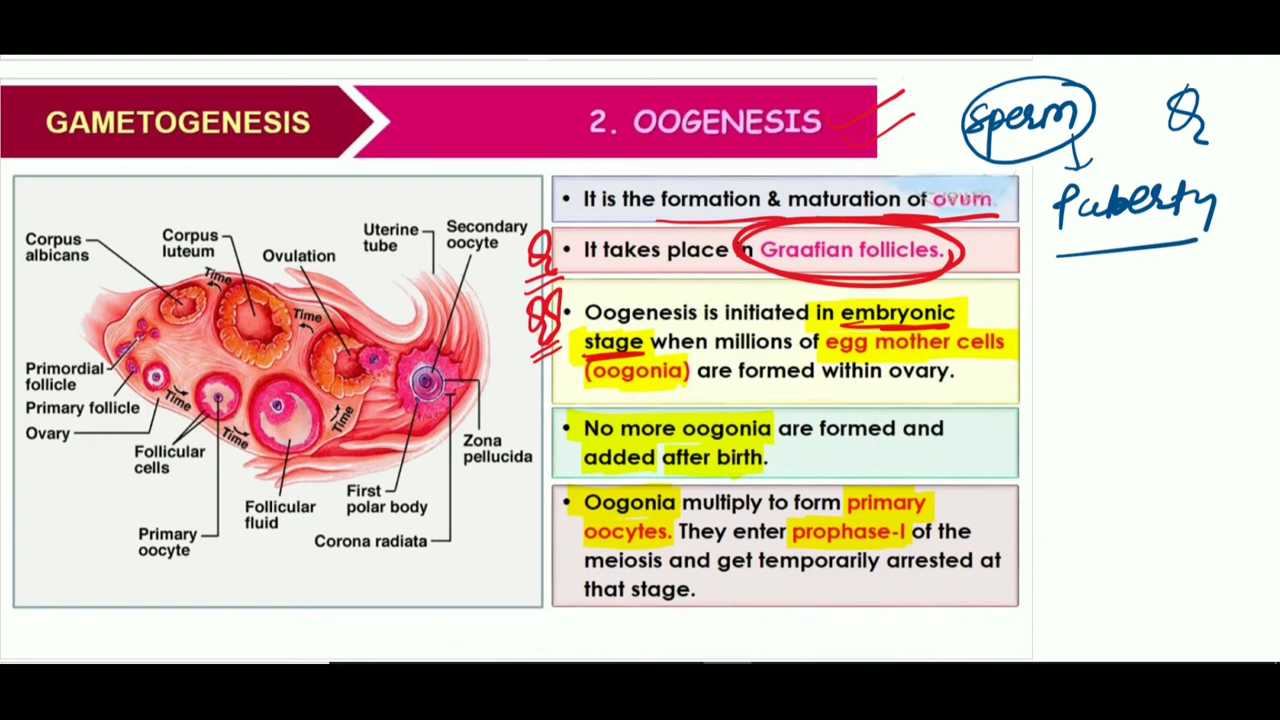 GAMETOGENESIS
2. OOGENESIS
sperm
Q
Puberty
• It is the formation & maturation of ovum.
• It takes place in Graafian follicles.
• Oogenesis is initiated in embryonic
stage when millions of egg mother cells
(oogonia) are formed within ovary.
• No more oogonia are formed and
added after birth.
• Oogonia multiply to form primary
oocytes. They enter prophase-I of the
meiosis and get temporarily arrested at
that stage.
Corpus
albicans
Corpus
luteum
Ovulation
Uterine
tube
Secondary
oocyte
Time
Time
Time
Time
Time
Primordial
follicle
Primary follicle
Ovary
Follicular
cells
Primary
oocyte
Follicular
fluid
First
polar body
Corona radiata
Zona
pellucida